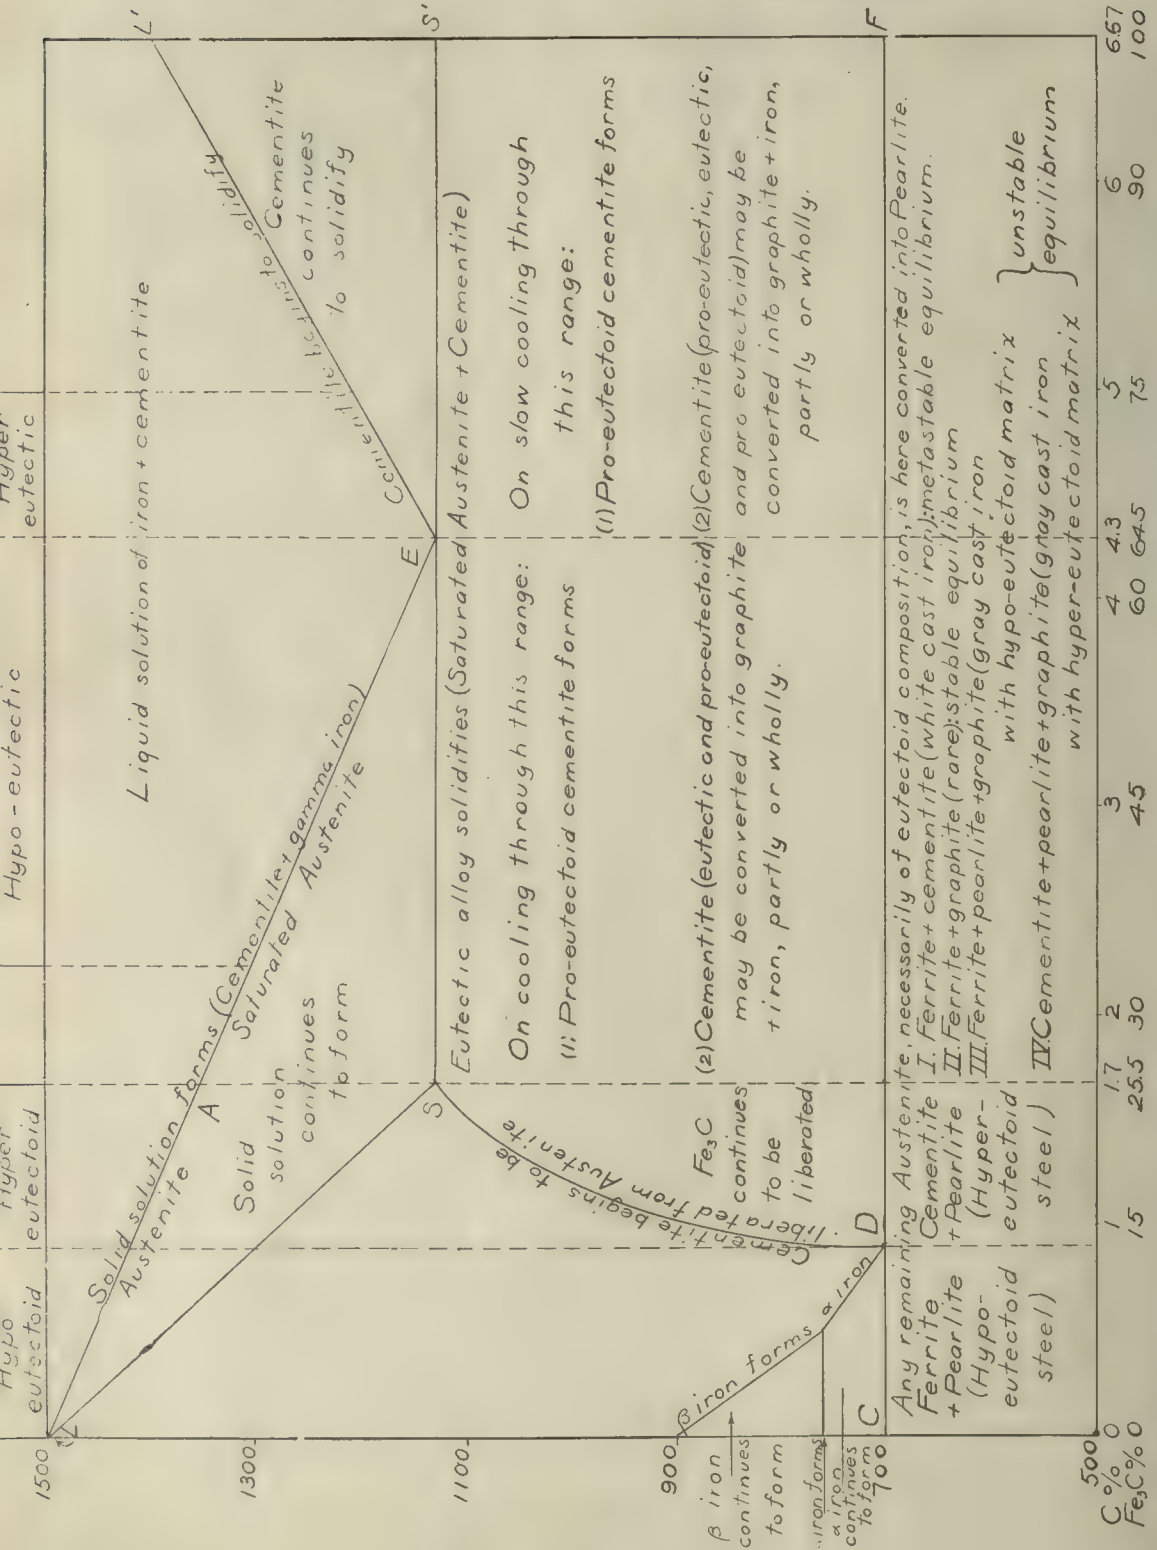 Hypo
eutectoid
Hyper
eutectoid
Hypo-eutectic
Hyper
eutectic
1500
1300
1100
900
700
500
L'
S'
F
E
A
S
D
C
Liquid solution of iron + cementite
Solid solution forms (Cementite + gamma iron)
Austenite
Saturated Austenite
Solid
solution
continues
to form
Cementite begins to solidify
Cementite
continues
to solidify
Eutectic alloy solidifies (Saturated Austenite + Cementite)
On cooling through this range:
(1) Pro-eutectoid cementite forms
On slow cooling through
this range:
(1) Pro-eutectoid cementite forms
(2) Cementite (eutectic and pro-eutectoid)
may be converted into graphite
+iron, partly or wholly.
(2) Cementite (pro-eutectic, eutectic,
and pro eutectoid) may be
converted into graphite + iron,
partly or wholly.
Cementite begins to be
liberated from Austenite
Fe₃C
continues
to be
liberated
β iron forms
α iron
β iron
continues
to form
iron forms
α iron
continues
to form
Any remaining Austenite, necessarily of eutectoid composition, is here converted into Pearlite.
Ferrite
+ Pearlite
(Hypo-
eutectoid
steel)
Cementite
+ Pearlite
(Hyper-
eutectoid
steel)
I. Ferrite + cementite (white cast iron): metastable equilibrium.
II. Ferrite + graphite (rare): stable equilibrium
III. Ferrite + pearlite + graphite (gray cast iron
with hypo-eutectoid matrix
IV. Cementite + pearlite + graphite (gray cast iron
with hyper-eutectoid matrix
} unstable
equilibrium
C% 0 1 1.7 2 3 4 4.3 5 6 6.67
Fe₃C% 0 15 25.5 30 45 60 64.5 75 90 100